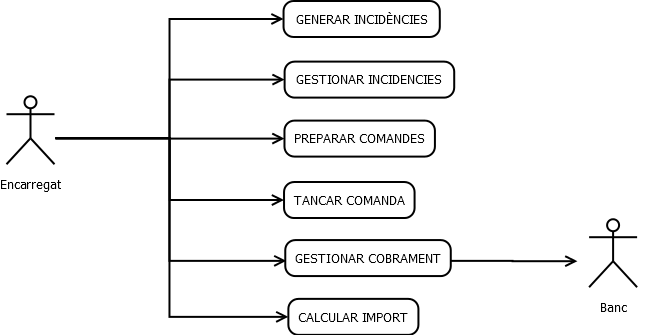 GENERAR INCIDÈNCIES
GESTIONAR INCIDENCIES
PREPARAR COMANDES
Encarregat
TANCAR COMANDA
GESTIONAR COBRAMENT
Banc
CALCULAR IMPORT